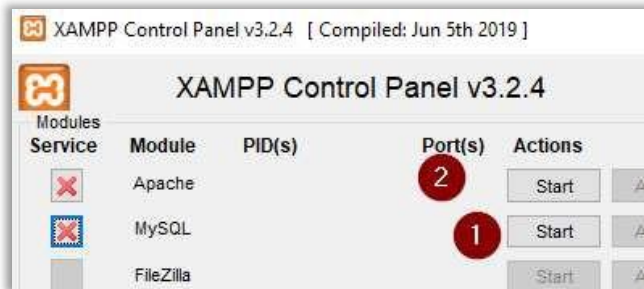 XAMPP Control Panel v3.2.4 [ Compiled: Jun 5th 2019 ]
XAMPP Control Panel v3.2.4
Modules
Service Module PID(s) Port(s) Actions
Apache 2 Start A
MySQL 1 Start A
FileZilla Start A